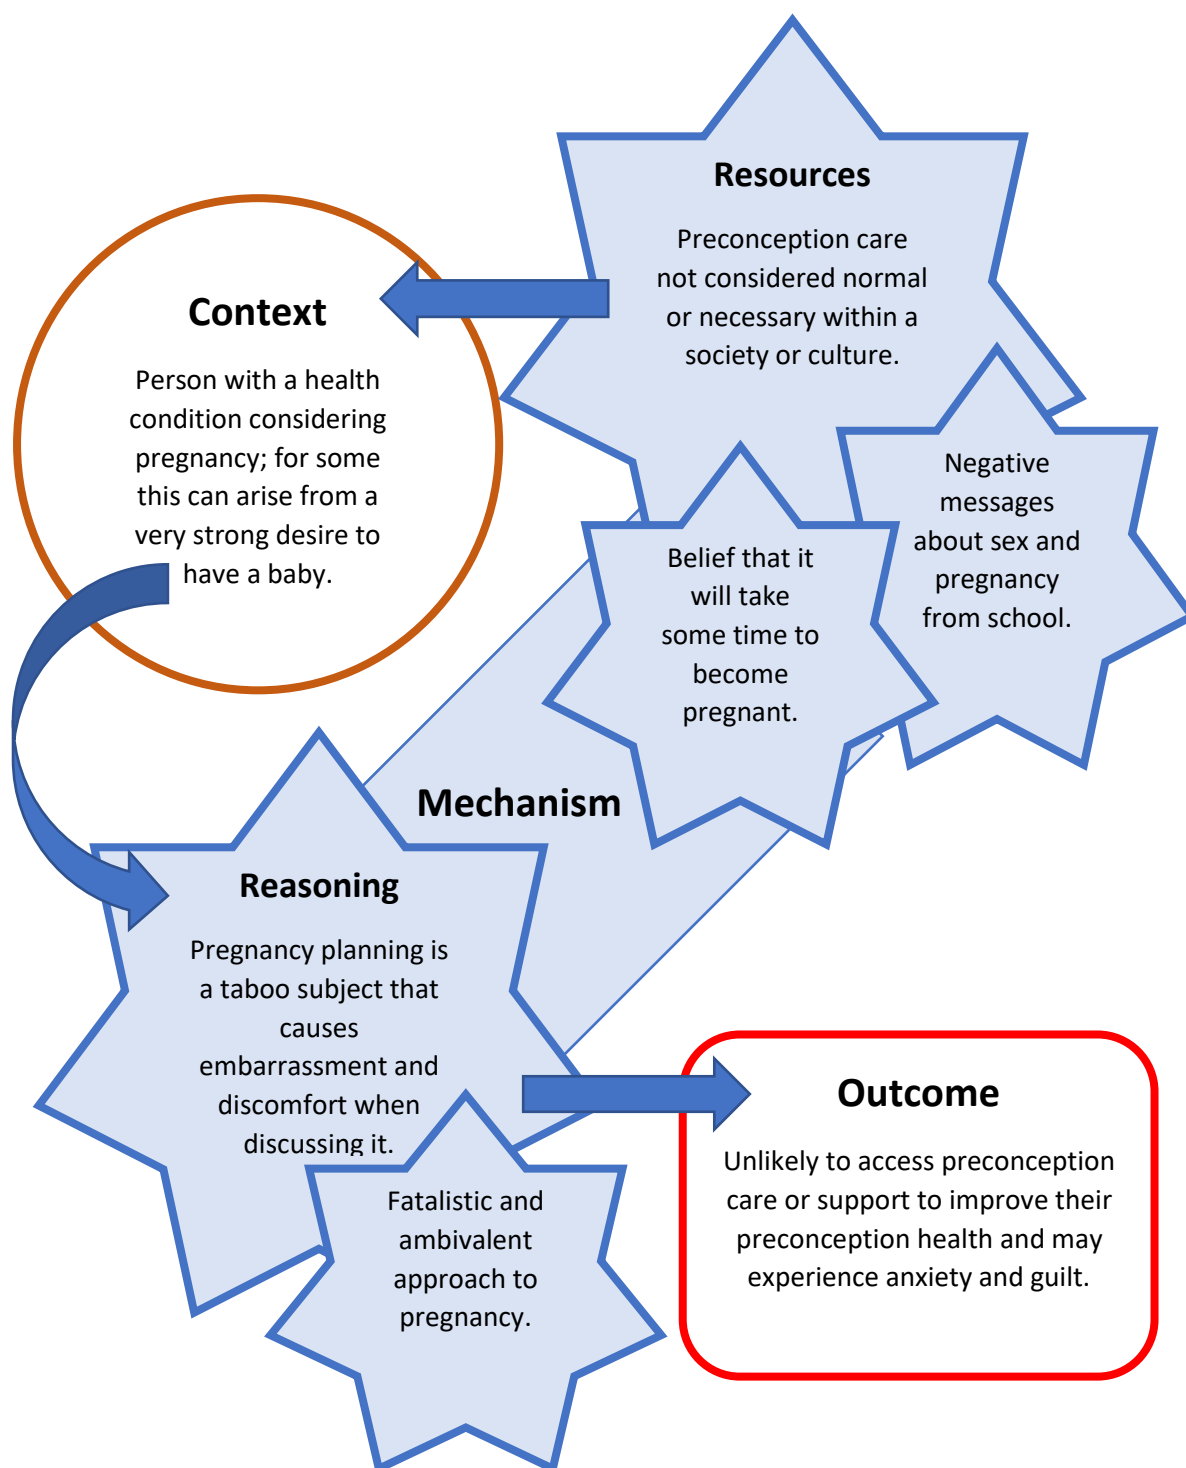 Resources
Preconception care
not considered normal
or necessary within a
society or culture.
Context
Person with a health
condition considering
pregnancy; for some
this can arise from a
very strong desire to
have a baby.
Negative
messages
about sex and
pregnancy
from school.
Belief that it
will take
some time to
become
pregnant.
Mechanism
Reasoning
Pregnancy planning is
a taboo subject that
causes
embarrassment and
discomfort when
discussing it.
Fatalistic and
ambivalent
approach to
pregnancy.
Outcome
Unlikely to access preconception
care or support to improve their
preconception health and may
experience anxiety and guilt.